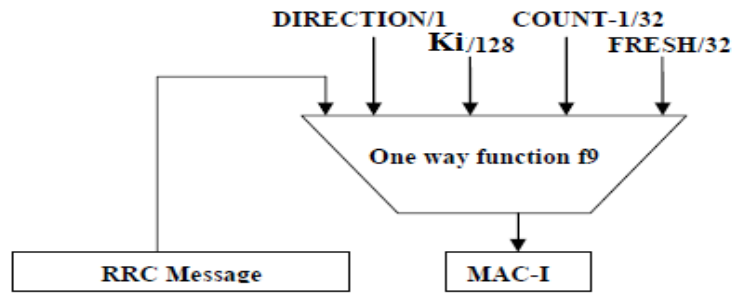 DIRECTION/1 COUNT-1/32
Ki/128 FRESH/32
One way function f9
RRC Message MAC-I